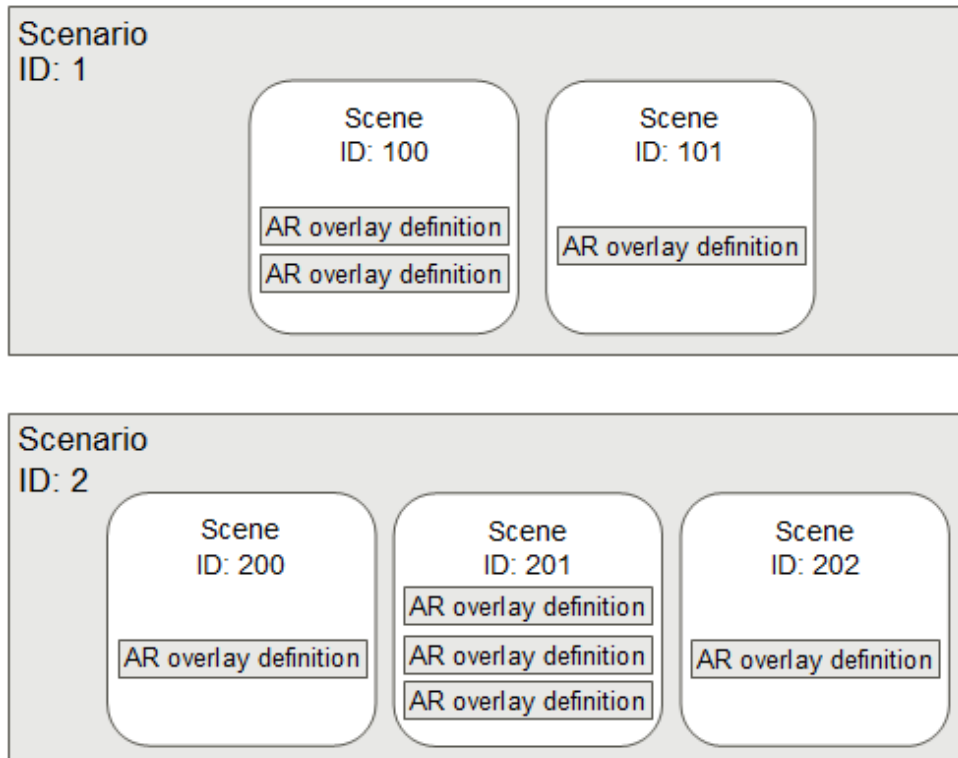 Scenario
ID: 1
Scene
ID: 100
AR overlay definition
AR overlay definition
Scene
ID: 101
AR overlay definition
Scenario
ID: 2
Scene
ID: 200
AR overlay definition
Scene
ID: 201
AR overlay definition
AR overlay definition
AR overlay definition
Scene
ID: 202
AR overlay definition